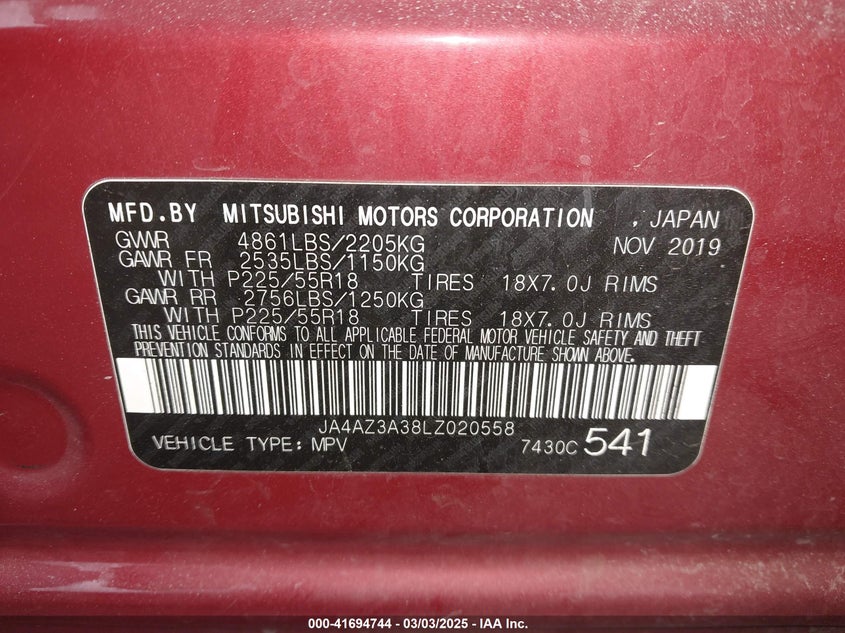 MFD.BY MITSUBISHI MOTORS CORPORATION , JAPAN
GVWR 4861LBS/2205KG NOV 2019
GAWR FR 2535LBS/1150KG
WITH P225/55R18 TIRES 18X7.0J RIMS
GAWR RR 2756LBS/1250KG
WITH P225/55R18 TIRES 18X7.0J RIMS
THIS VEHICLE CONFORMS TO ALL APPLICABLE FEDERAL MOTOR VEHICLE SAFETY AND THEFT
PREVENTION STANDARDS IN EFFECT ON THE DATE OF MANUFACTURE SHOWN ABOVE.
JA4AZ3A38LZ020558
VEHICLE TYPE: MPV 7430C 541
000-41694744 - 03/03/2025 - IAA Inc.